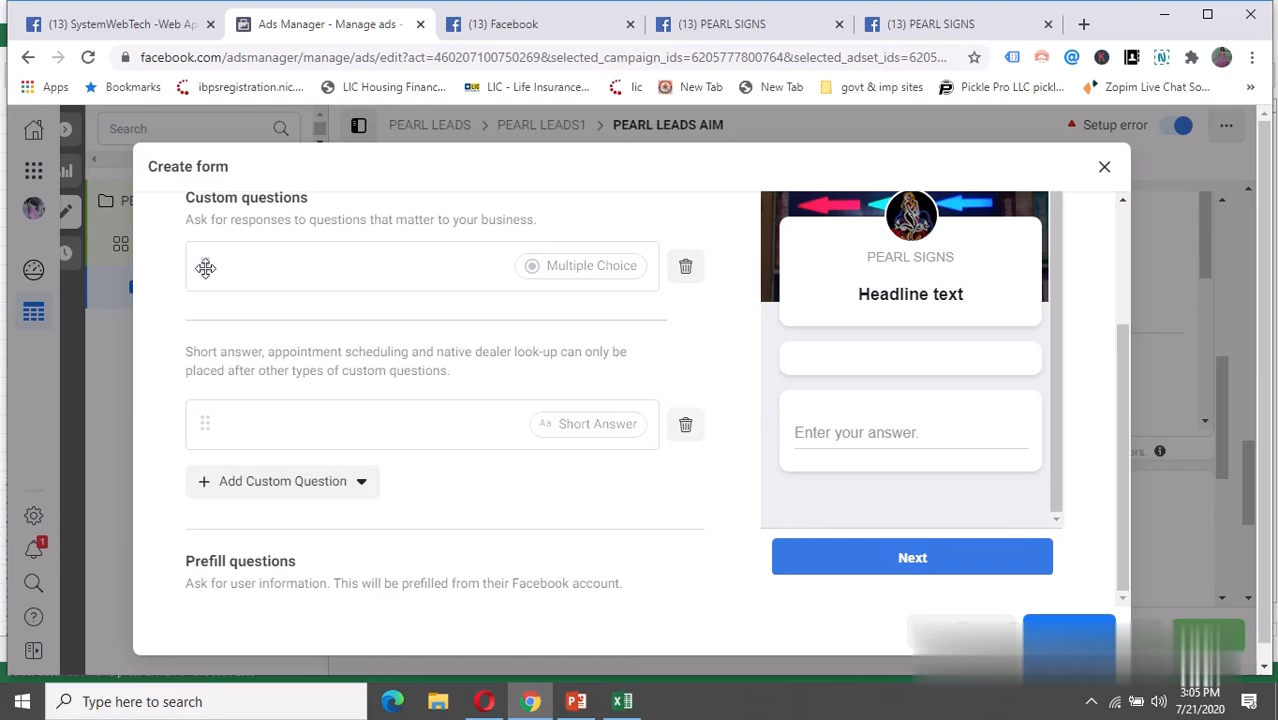 (13) SystemWebTech -Web Ap
Ads Manager - Manage ads -
(13) Facebook
(13) PEARL SIGNS
(13) PEARL SIGNS
facebook.com/adsmanager/manage/ads/edit?act=460207100750269&selected_campaign_ids=6205777800764&selected_adset_ids=6205...
Apps
Bookmarks
ibpsregistration.nic....
LIC Housing Financ...
LIC - Life Insuranc...
lic
New Tab
New Tab
govt & imp sites
Pickle Pro LLC pickl...
Zopim Live Chat So...
»
Search
PEARL LEADS > PEARL LEADS1 > PEARL LEADS AIM
Setup error
Create form
Custom questions
Ask for responses to questions that matter to your business.
Multiple Choice
Short answer, appointment scheduling and native dealer look-up can only be
placed after other types of custom questions.
Aa Short Answer
+ Add Custom Question
Prefill questions
Ask for user information. This will be prefilled from their Facebook account.
PEARL SIGNS
Headline text
Enter your answer.
Next
1
Type here to search
3:05 PM
7/21/2020